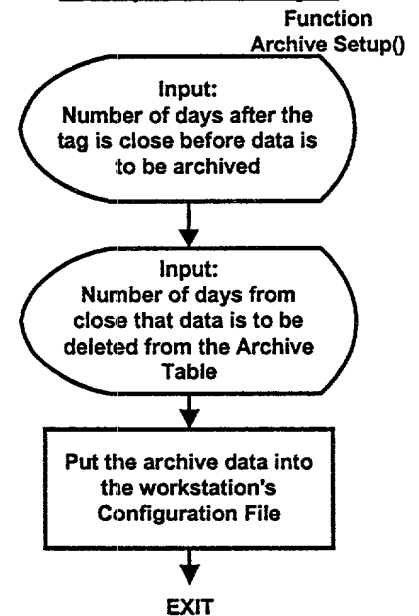 Function
Archive Setup()
Input:
Number of days after the
tag is close before data is
to be archived
Input:
Number of days from
close that data is to be
deleted from the Archive
Table
Put the archive data into
the workstation's
Configuration File
EXIT